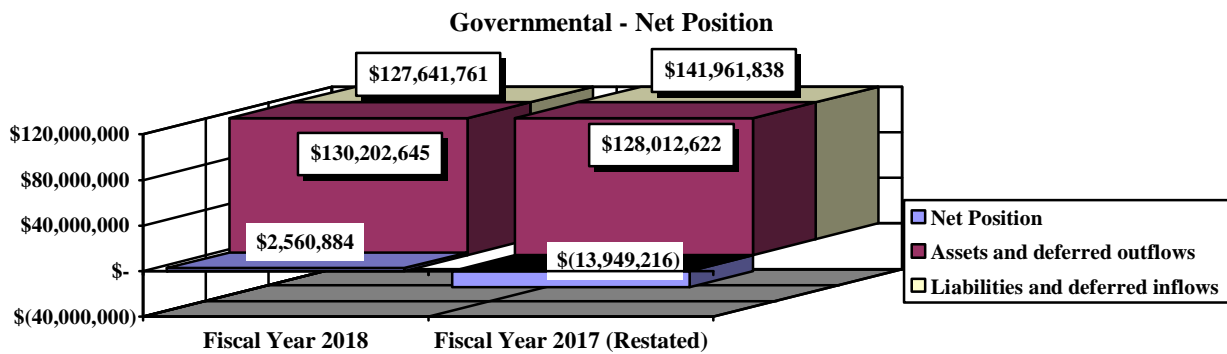 Governmental - Net Position
$127,641,761
$141,961,838
$120,000,000
$130,202,645
$128,012,622
$80,000,000
$40,000,000
$2,560,884
$(13,949,216)
$-
$(40,000,000)
Net Position
Assets and deferred outflows
Liabilities and deferred inflows
Fiscal Year 2018
Fiscal Year 2017 (Restated)